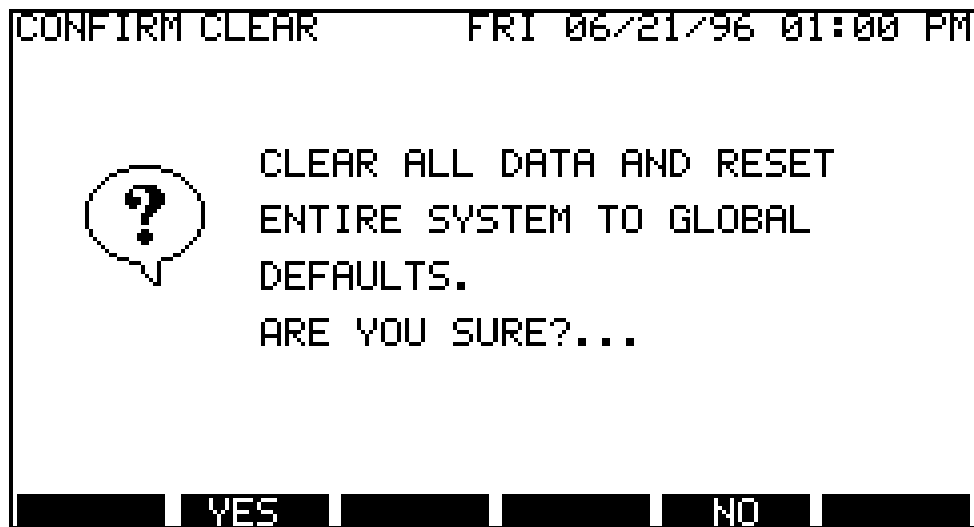 CONFIRM CLEAR FRI 06/21/96 01:00 PM
?
CLEAR ALL DATA AND RESET
ENTIRE SYSTEM TO GLOBAL
DEFAULTS.
ARE YOU SURE?...
YES NO